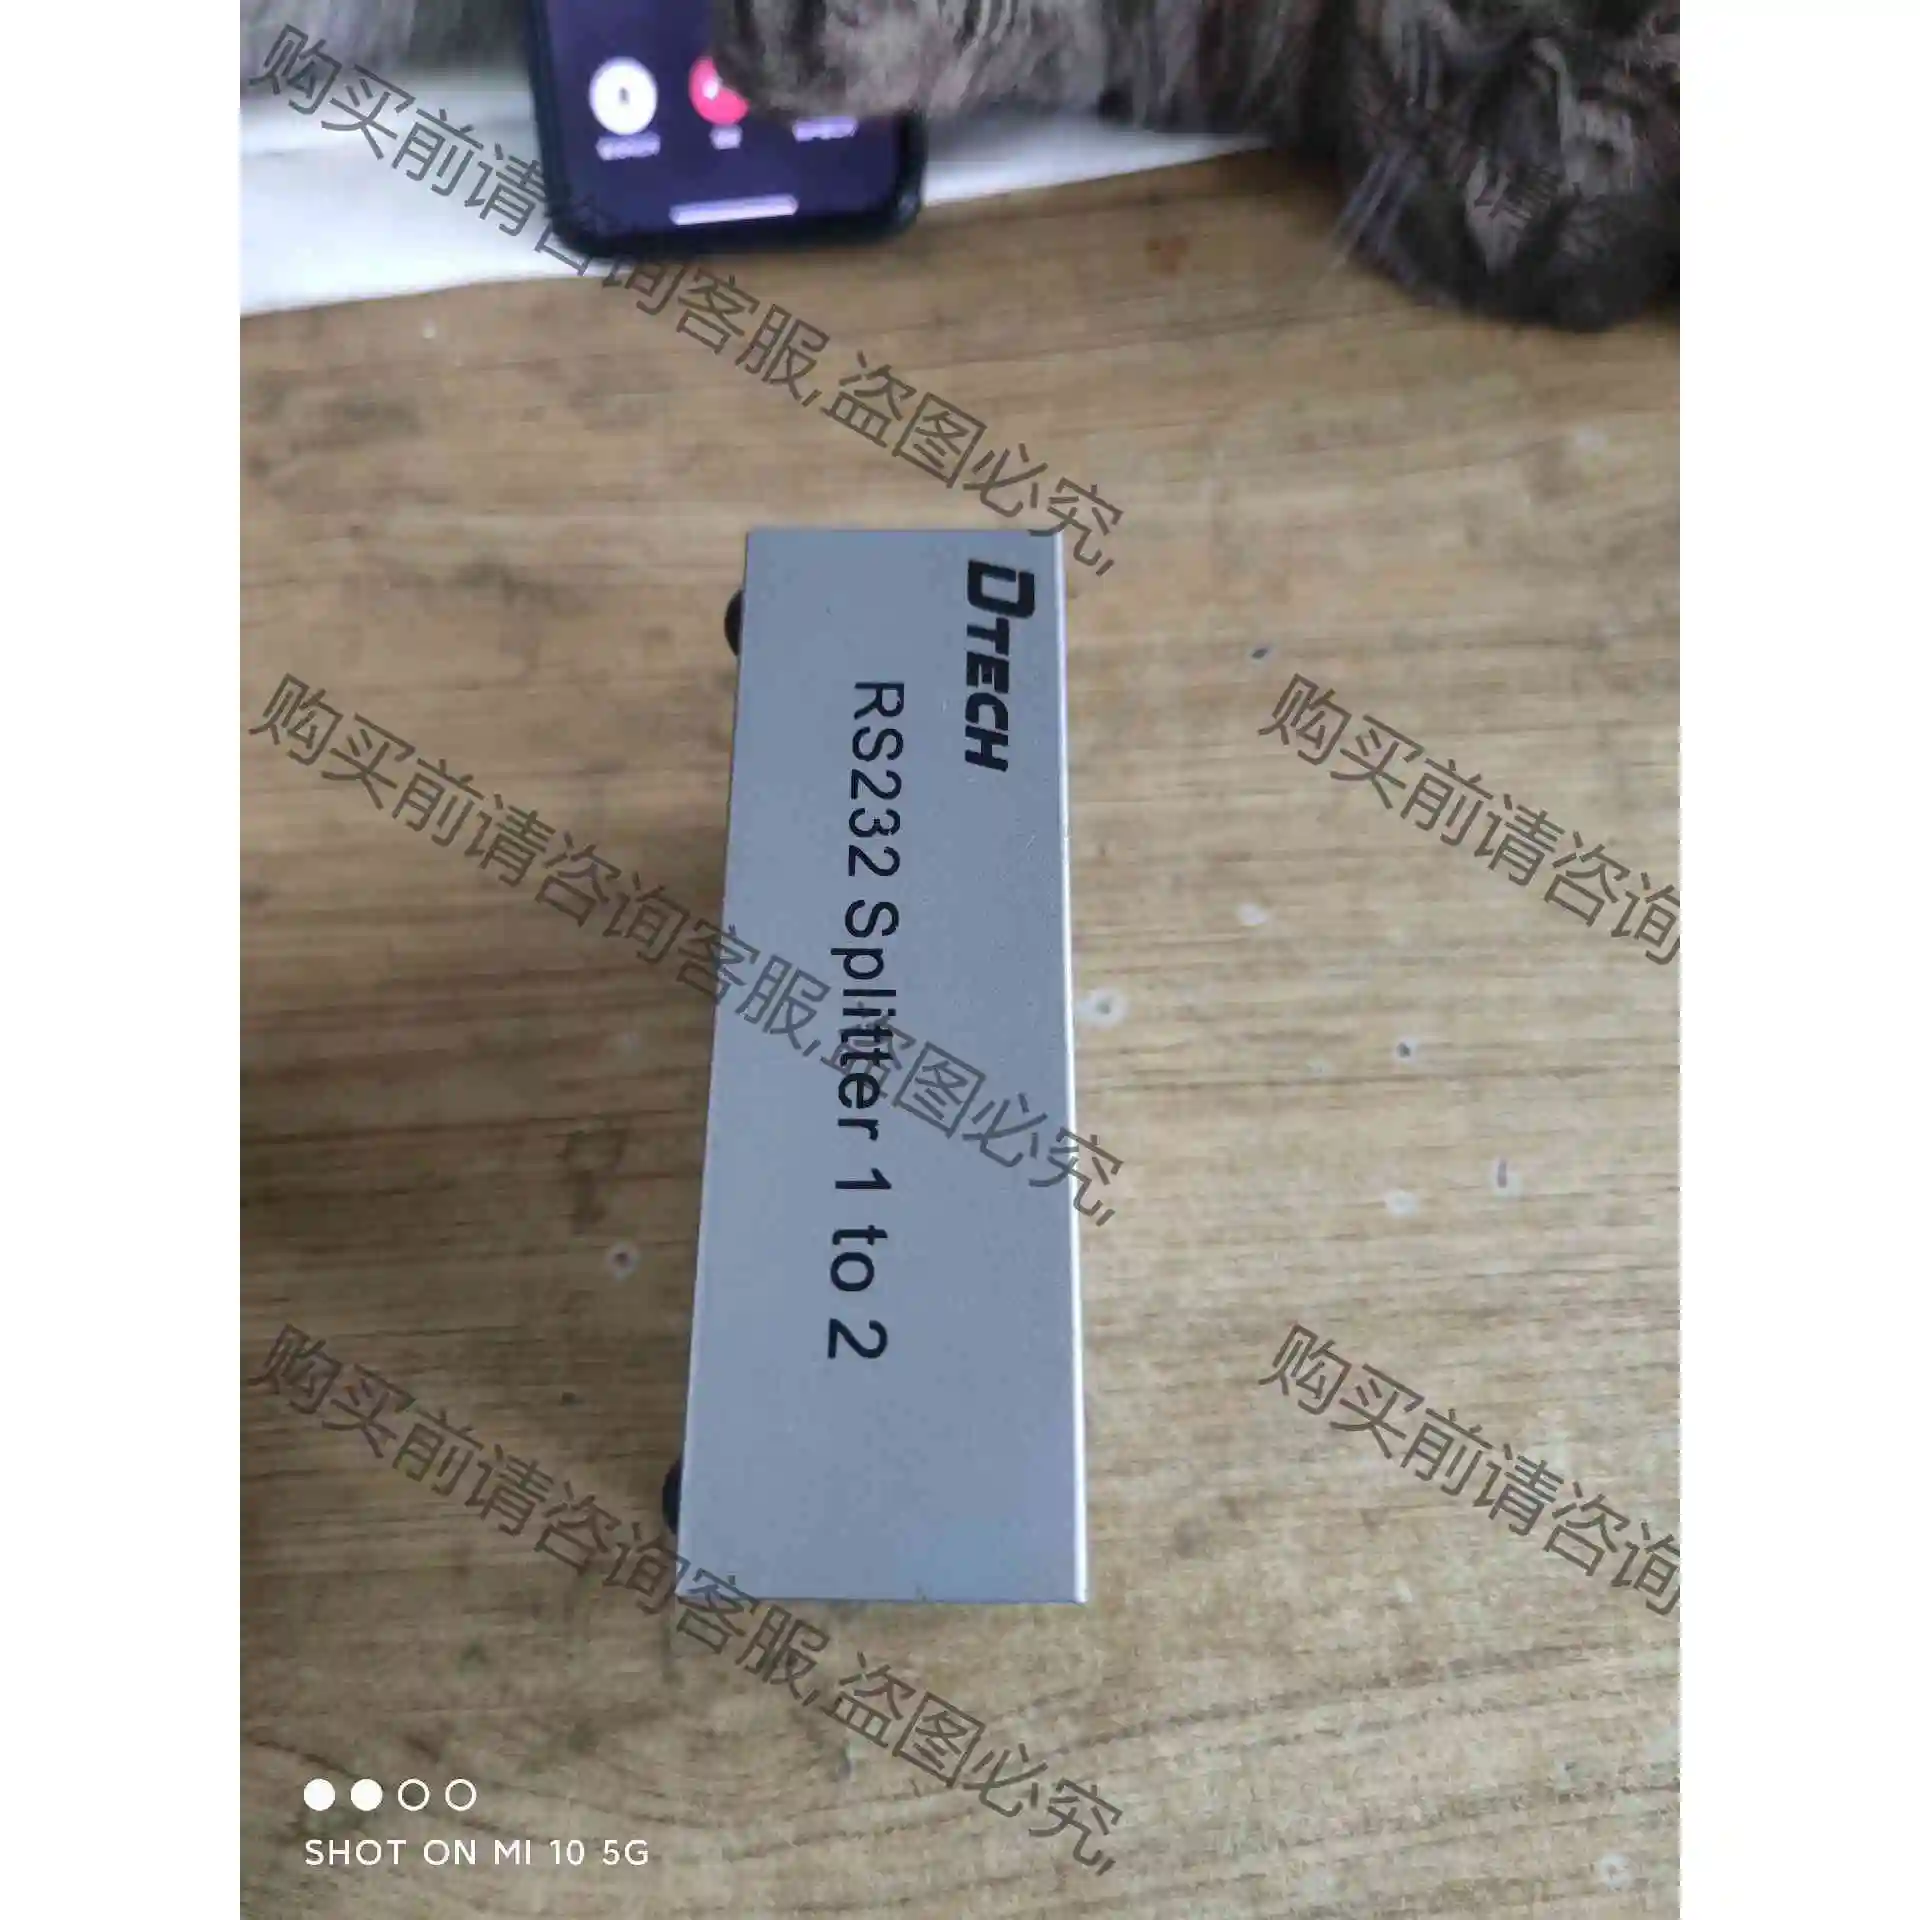 购买前请咨询客服,盗图必究,
请咨
DTECH
RS232 Splitter 1 to 2
购买前请咨询客服,盗图必究,
购买前请咨询
购买前请咨询客服,盗图必究,
购买前请咨询
SHOT ON MI 10 5G